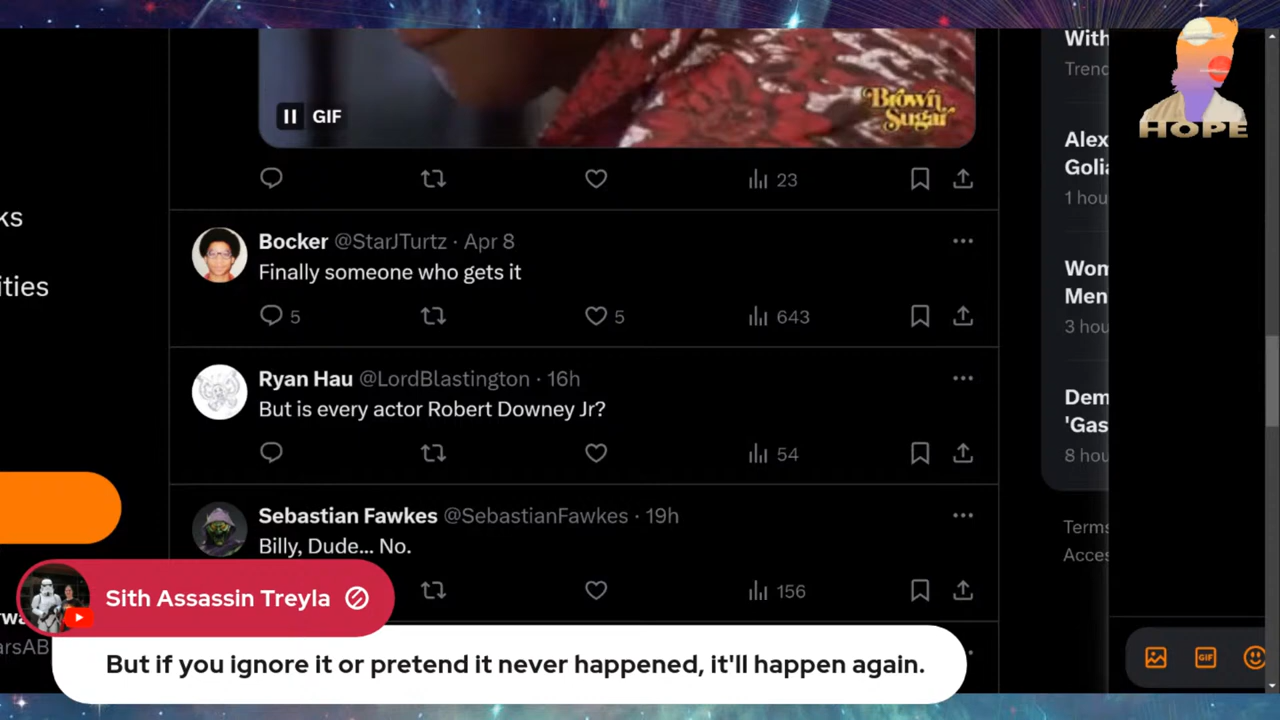 With
Trend
Brown
Sugar
GIF
HOPE
23
Alex
Golia
1 hou
ks
Bocker @StarJTurtz · Apr 8
Finally someone who gets it
5 5 643
ities
Wom
Men
3 hou
Ryan Hau @LordBlastington · 16h
But is every actor Robert Downey Jr?
54
Dem
'Gas
8 hou
Sebastian Fawkes @SebastianFawkes · 19h
Billy, Dude... No.
156
Terms
Acces
Sith Assassin Treyla
wa
arsAB
But if you ignore it or pretend it never happened, it'll happen again.
GIF